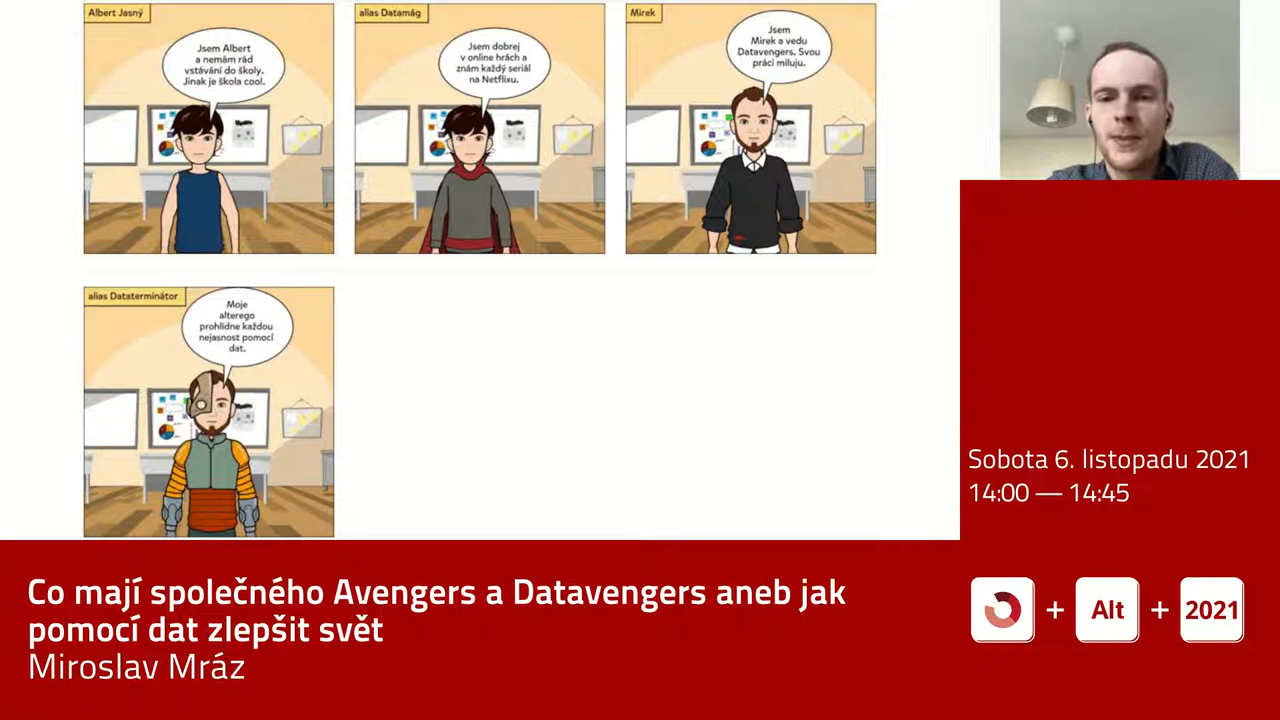 Albert Jasný
Jsem Albert
a nemám rád
vstávání do školy.
Jinak je škola cool.
alias Datamág
Jsem dobrej
v online hrách a
znám každý seriál
na Netflixu.
Mirek
Jsem
Mirek a vedu
Datavengers. Svou
práci miluju.
alias Dataterminátor
Moje
alterego
prohlídne každou
nejasnost pomocí
dat.
Sobota 6. listopadu 2021
14:00 — 14:45
Co mají společného Avengers a Datavengers aneb jak
pomocí dat zlepšit svět
Miroslav Mráz
+ Alt + 2021